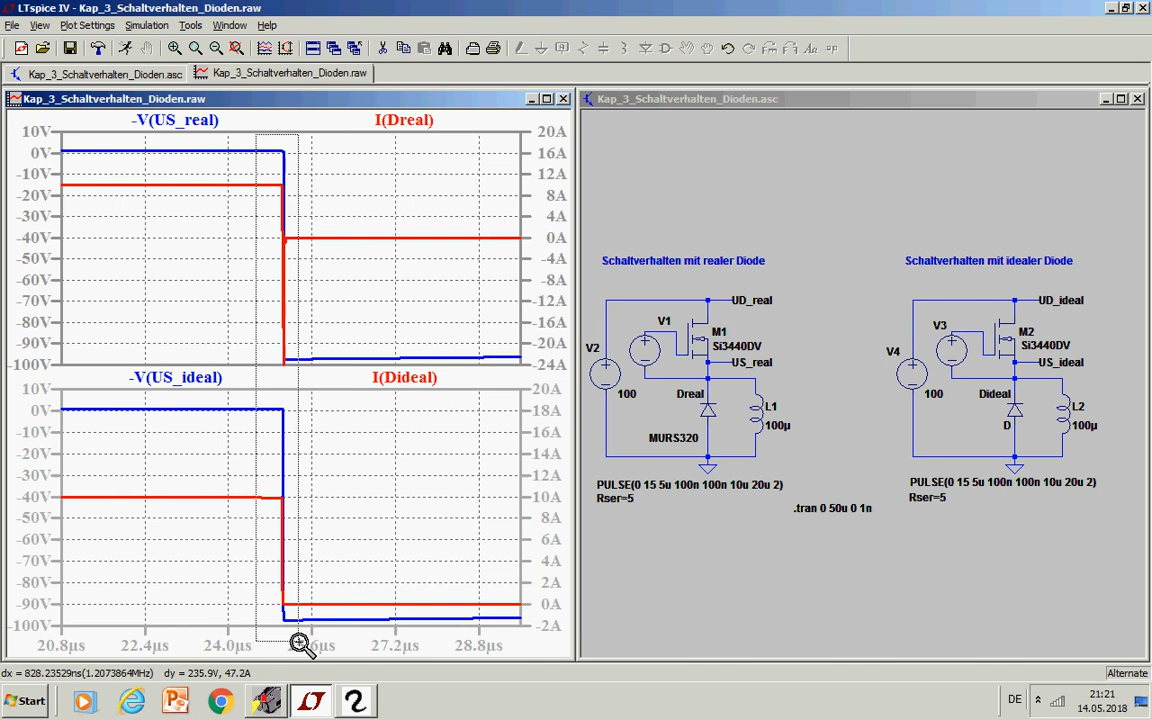 LTspice IV - Kap_3_Schaltverhalten_Dioden.raw
File View Plot Settings Simulation Tools Window Help
Kap_3_Schaltverhalten_Dioden.asc Kap_3_Schaltverhalten_Dioden.raw
Kap_3_Schaltverhalten_Dioden.raw
-V(US_real) I(Dreal)
10V 20A
0V 16A
-10V 12A
-20V 8A
-30V 4A
-40V 0A
-50V -4A
-60V -8A
-70V -12A
-80V -16A
-90V -20A
-100V -24A
-V(US_ideal) I(Dideal)
10V 20A
0V 18A
-10V 16A
-20V 14A
-30V 12A
-40V 10A
-50V 8A
-60V 6A
-70V 4A
-80V 2A
-90V 0A
-100V -2A
20.8µs 22.4µs 24.0µs 27.2µs 28.8µs
Kap_3_Schaltverhalten_Dioden.asc
Schaltverhalten mit realer Diode
UD_real
V1
M1
Si3440DV
V2
US_real
100
Dreal
L1
100µ
MURS320
PULSE(0 15 5u 100n 100n 10u 20u 2)
Rser=5
.tran 0 50u 0 1n
Schaltverhalten mit idealer Diode
UD_ideal
V3
M2
Si3440DV
V4
US_ideal
100
Dideal
L2
D
100µ
PULSE(0 15 5u 100n 100n 10u 20u 2)
Rser=5
dx = 828.23529ns(1.2073864MHz) dy = 235.9V, 47.2A
Alternate
Start
DE
21:21
14.05.2018